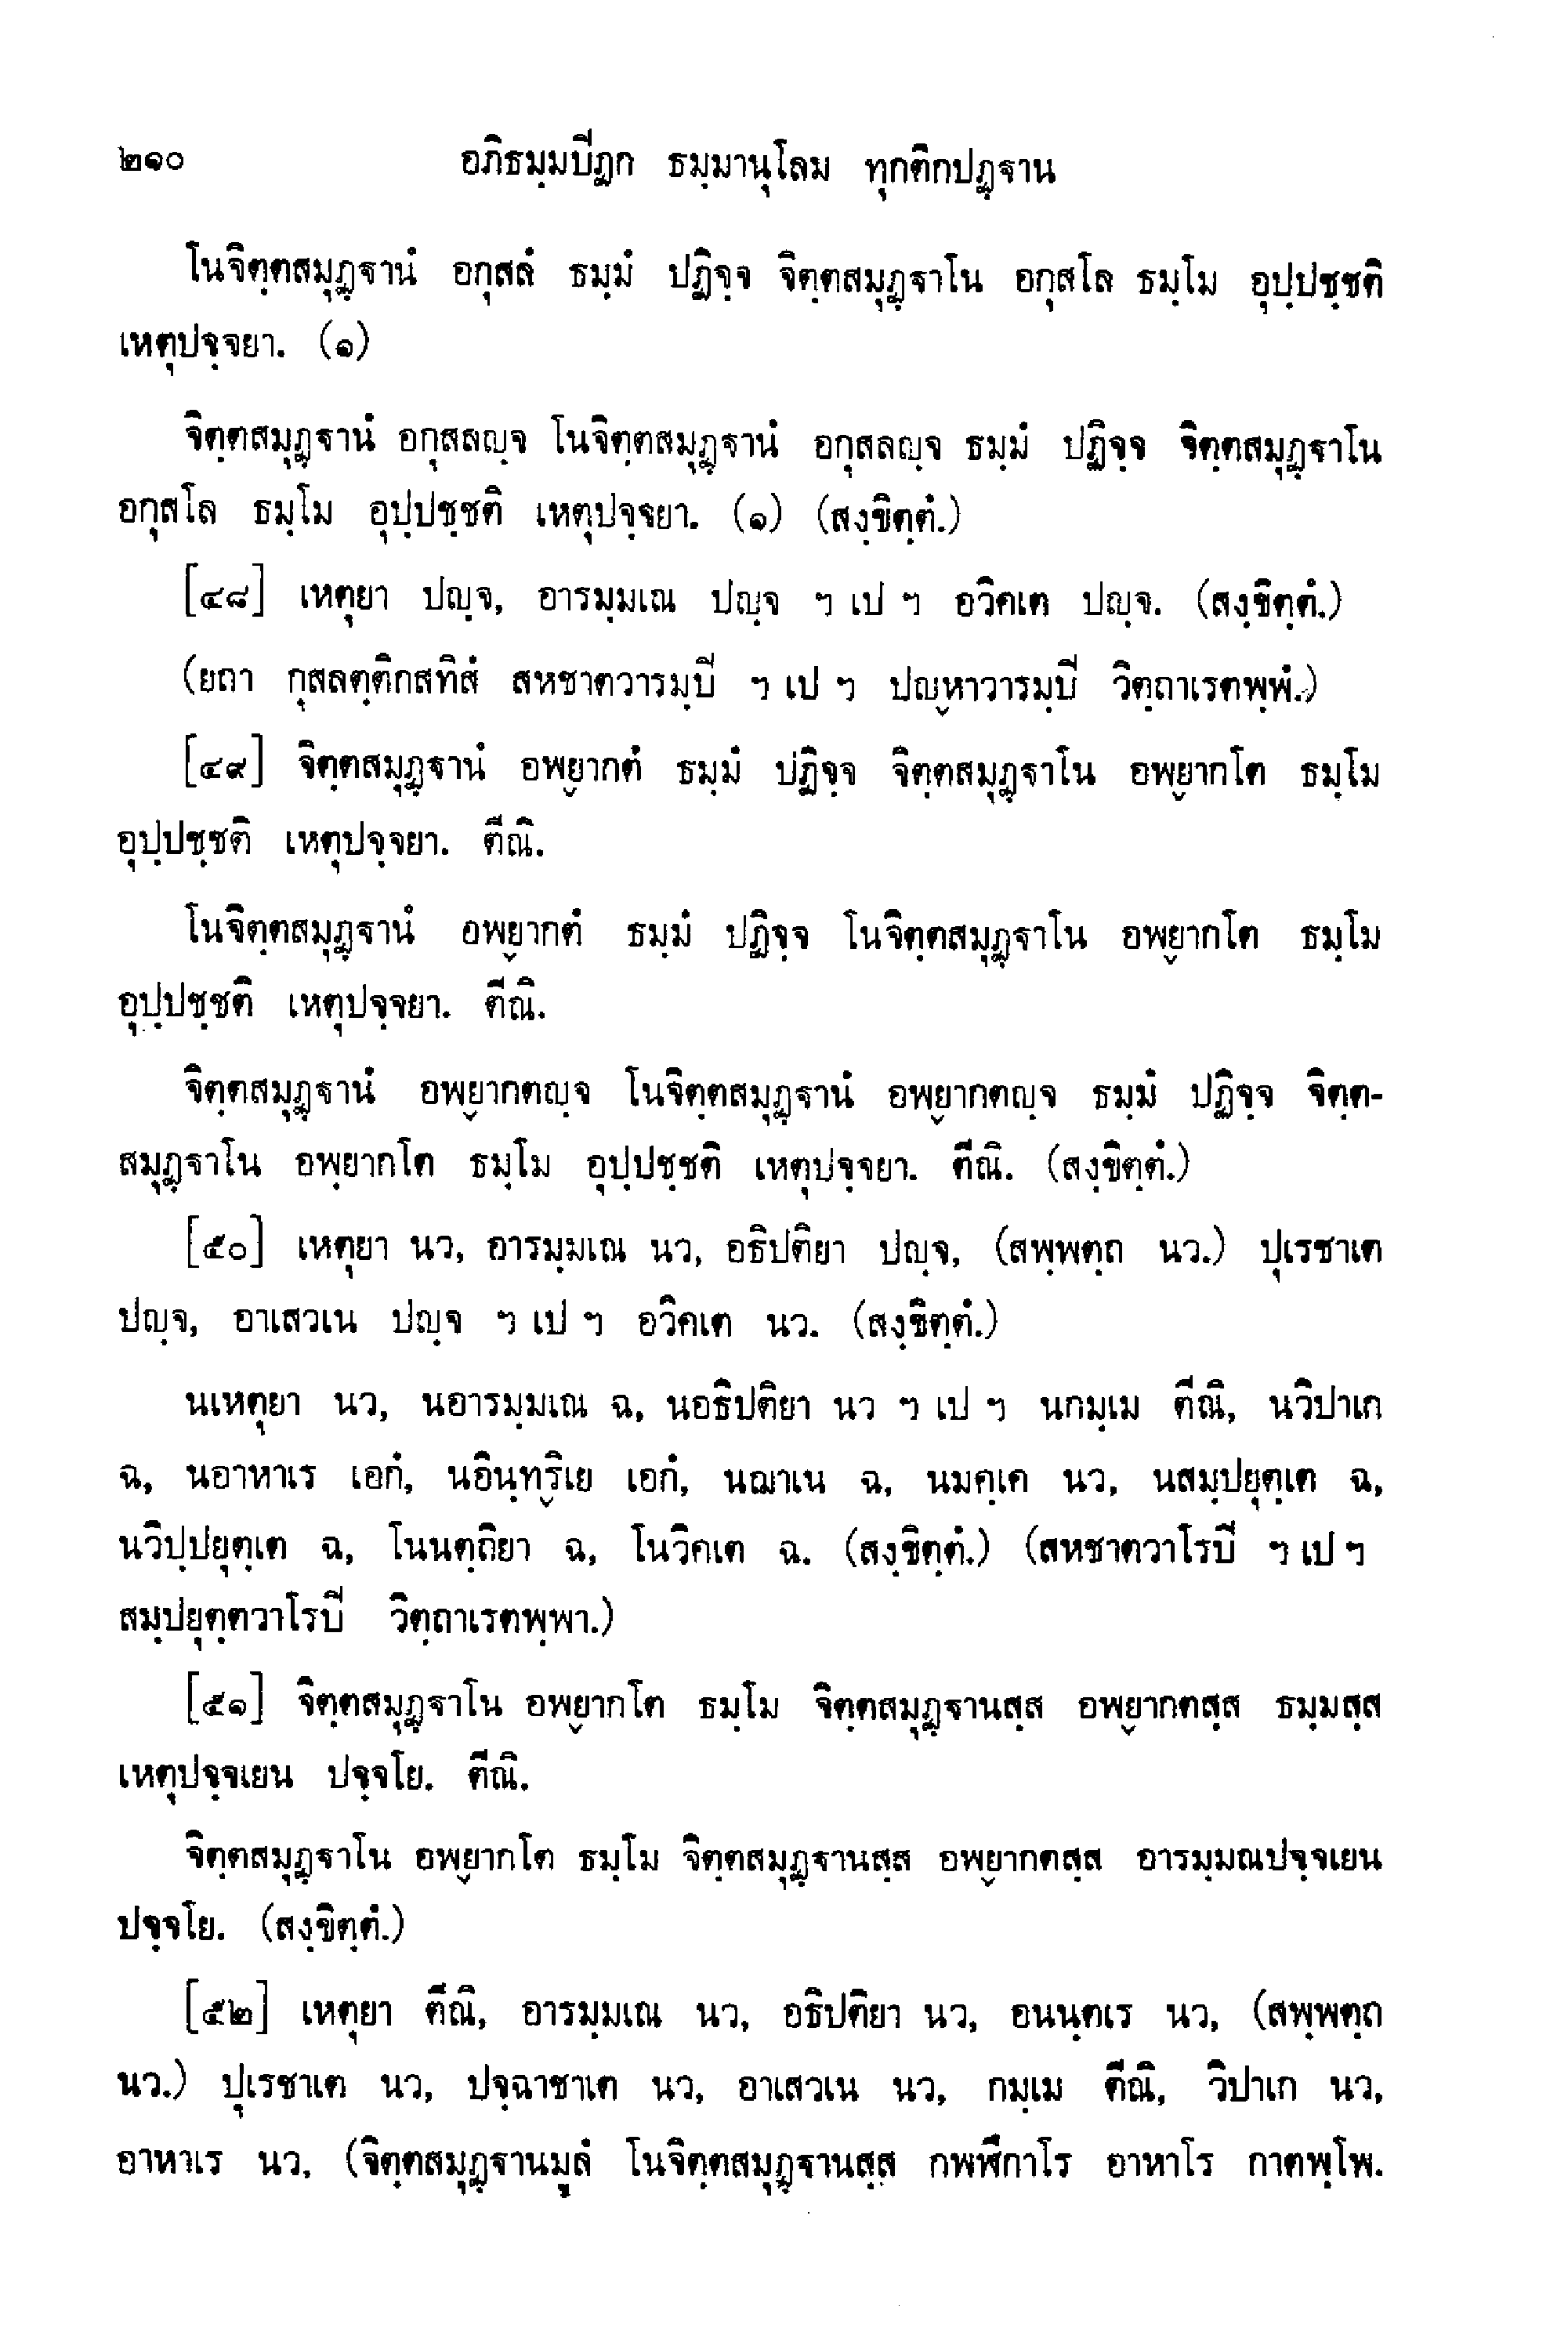 ๒๑๐ อภิธมฺมปีฏก ธมฺมานุโลม ทุกติกปฏฺฐาน
โนจิตฺตสมุฏฺฐานํ อกุสลํ ธมฺมํ ปฏิจฺจ จิตฺตสมุฏฺฐาโน อกุสโล ธมฺโม อุปฺปชฺชติ
เหตุปจฺจยา. (๑)
จิตฺตสมุฏฺฐานํ อกุสลญฺจ โนจิตฺตสมุฏฺฐานํ อกุสลญฺจ ธมฺมํ ปฏิจฺจ จิตฺตสมุฏฺฐาโน
อกุสโล ธมฺโม อุปฺปชฺชติ เหตุปจฺจยา. (๑) (สงฺขิตฺตํ.)
[๔๘] เหตุยา ปญฺจ, อารมฺมเณ ปญฺจ ฯ เป ฯ อวิคเต ปญฺจ. (สงฺขิตฺตํ.)
(ยถา กุสลตฺติกสทิสํ สหชาตวารมฺปี ฯ เป ฯ ปญฺหาวารมฺปี วิตฺถาเรตพฺพํ.)
[๔๙] จิตฺตสมุฏฺฐานํ อพฺยากตํ ธมฺมํ ปฏิจฺจ จิตฺตสมุฏฺฐาโน อพฺยากโต ธมฺโม
อุปฺปชฺชติ เหตุปจฺจยา. ตีณิ.
โนจิตฺตสมุฏฺฐานํ อพฺยากตํ ธมฺมํ ปฏิจฺจ โนจิตฺตสมุฏฺฐาโน อพฺยากโต ธมฺโม
อุปฺปชฺชติ เหตุปจฺจยา. ตีณิ.
จิตฺตสมุฏฺฐานํ อพฺยากตญฺจ โนจิตฺตสมุฏฺฐานํ อพฺยากตญฺจ ธมฺมํ ปฏิจฺจ จิตฺต-
สมุฏฺฐาโน อพฺยากโต ธมฺโม อุปฺปชฺชติ เหตุปจฺจยา. ตีณิ. (สงฺขิตฺตํ.)
[๕๐] เหตุยา นว, อารมฺมเณ นว, อธิปติยา ปญฺจ, (สพฺพตฺถ นว.) ปุเรชาเต
ปญฺจ, อาเสวเน ปญฺจ ฯ เป ฯ อวิคเต นว. (สงฺขิตฺตํ.)
นเหตุยา นว, นอารมฺมเณ ฉ, นอธิปติยา นว ฯ เป ฯ นกมฺเม ตีณิ, นวิปาเก
ฉ, นอาหาเร เอกํ, นอินฺทฺริเย เอกํ, นฌาเน ฉ, นมคฺเค นว, นสมฺปยุตฺเต ฉ,
นวิปฺปยุตฺเต ฉ, โนนตฺถิยา ฉ, โนวิคเต ฉ. (สงฺขิตฺตํ.) (สหชาตวาโรปี ฯ เป ฯ
สมฺปยุตฺตวาโรปี วิตฺถาเรตพฺพา.)
[๕๑] จิตฺตสมุฏฺฐาโน อพฺยากโต ธมฺโม จิตฺตสมุฏฺฐานสฺส อพฺยากตสฺส ธมฺมสฺส
เหตุปจฺจเยน ปจฺจโย. ตีณิ.
จิตฺตสมุฏฺฐาโน อพฺยากโต ธมฺโม จิตฺตสมุฏฺฐานสฺส อพฺยากตสฺส อารมฺมณปจฺจเยน
ปจฺจโย. (สงฺขิตฺตํ.)
[๕๒] เหตุยา ตีณิ, อารมฺมเณ นว, อธิปติยา นว, อนนฺตเร นว, (สพฺพตฺถ
นว.) ปุเรชาเต นว, ปจฺฉาชาเต นว, อาเสวเน นว, กมฺเม ตีณิ, วิปาเก นว,
อาหาเร นว, (จิตฺตสมุฏฺฐานมูลํ โนจิตฺตสมุฏฺฐานสฺส กพฬีกาโร อาหาโร กาตพฺโพ.